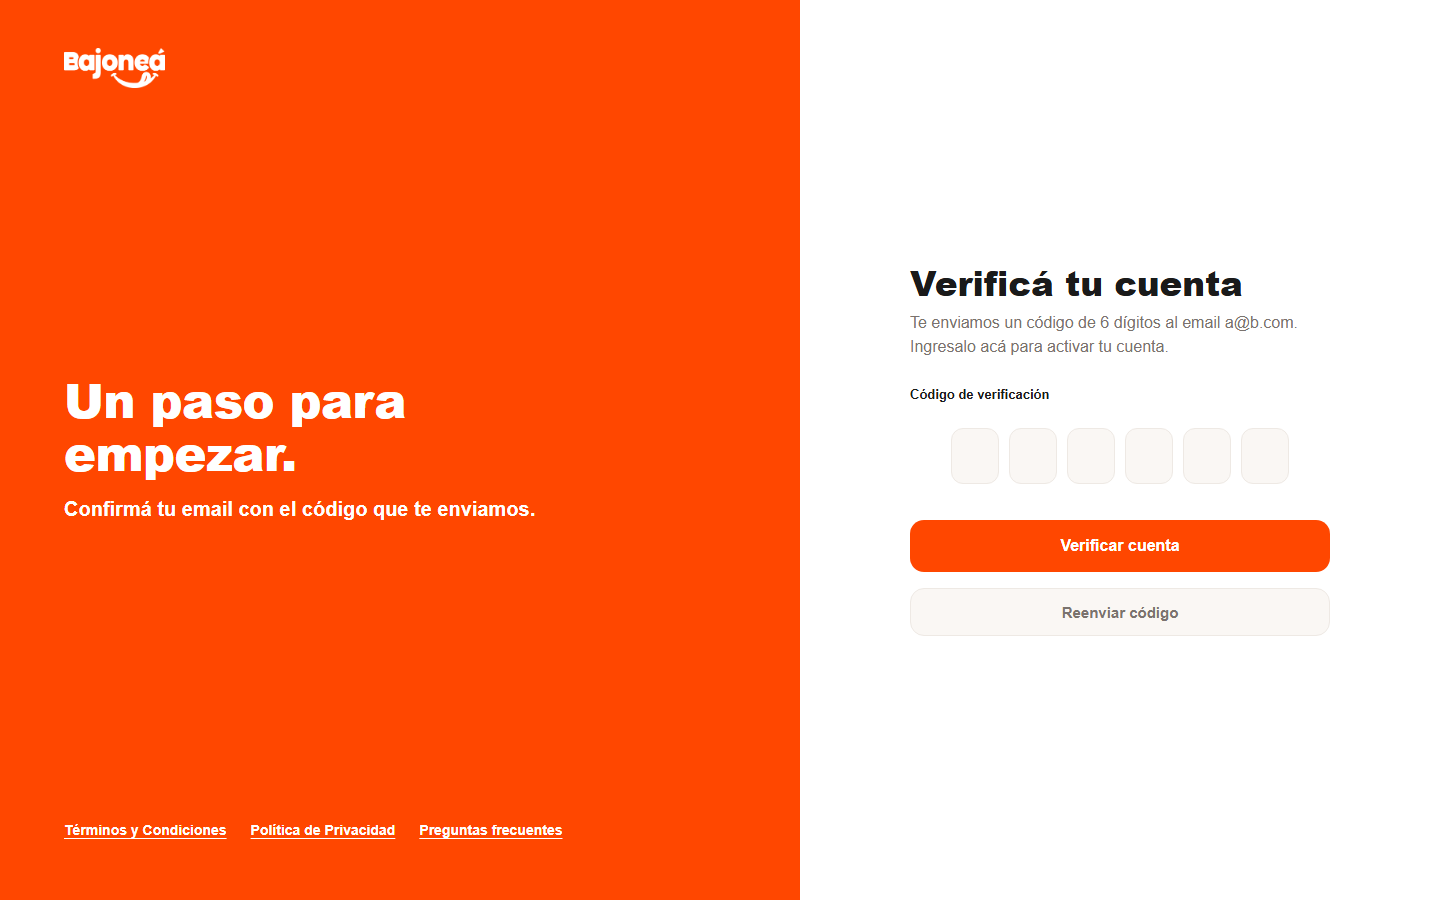 Bajoneá
Un paso para
empezar.
Confirmá tu email con el código que te enviamos.
Términos y Condiciones
Política de Privacidad
Preguntas frecuentes
Verificá tu cuenta
Te enviamos un código de 6 dígitos al email a@b.com.
Ingresalo acá para activar tu cuenta.
Código de verificación
Verificar cuenta
Reenviar código